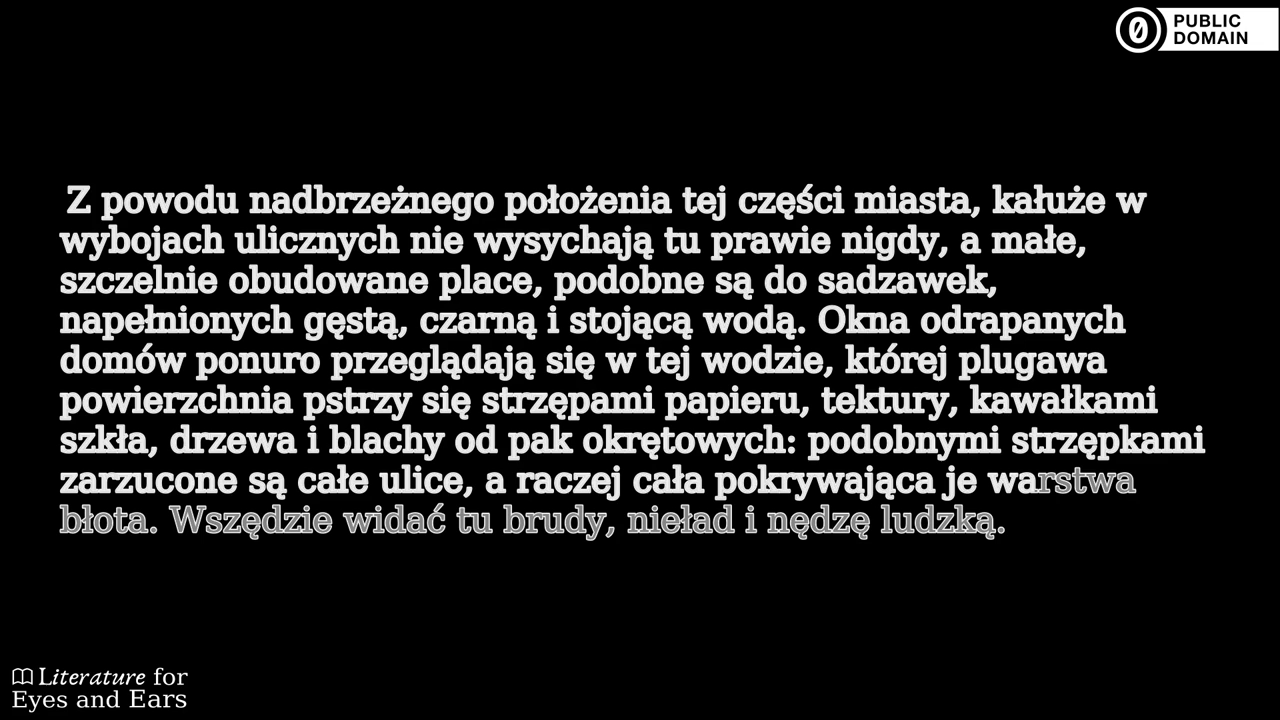 PUBLIC
DOMAIN
Z powodu nadbrzeżnego położenia tej części miasta, kałuże w
wybojach ulicznych nie wysychają tu prawie nigdy, a małe,
szczelnie obudowane place, podobne są do sadzawek,
napełnionych gęstą, czarną i stojącą wodą. Okna odrapanych
domów ponuro przeglądają się w tej wodzie, której plugawa
powierzchnia pstrzy się strzępami papieru, tektury, kawałkami
szkła, drzewa i blachy od pak okrętowych: podobnymi strzępkami
zarzucone są całe ulice, a raczej cała pokrywająca je warstwa
błota. Wszędzie widać tu brudy, nieład i nędzę ludzką.
Literature for
Eyes and Ears